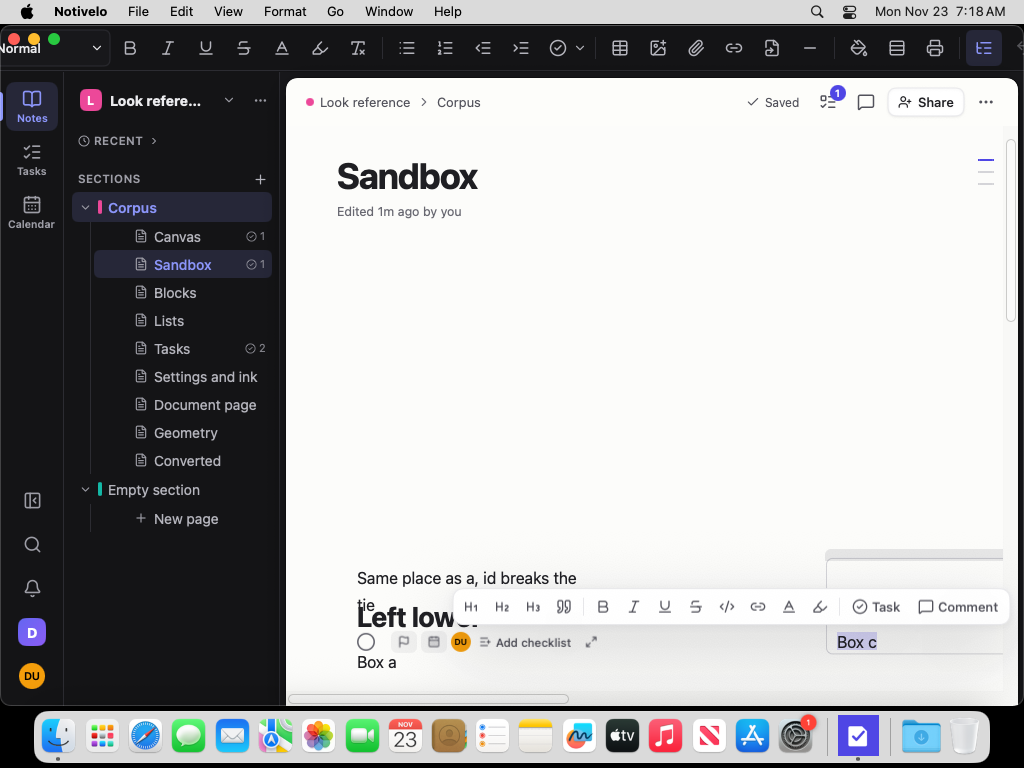 Notivelo File Edit View Format Go Window Help Mon Nov 23 7:18 AM
Normal
L Look refere...
Look reference > Corpus
Saved
1
Share
Notes
RECENT
Tasks
SECTIONS
Calendar
Corpus
Canvas 1
Sandbox 1
Blocks
Lists
Tasks 2
Settings and ink
Document page
Geometry
Converted
Empty section
New page
D
DU
Sandbox
Edited 1m ago by you
Same place as a, id breaks the
tie
H1 H2 H3 B I U S A Task Comment
Left lower
DU Add checklist
Box c
Box a
NOV
23
tv
1